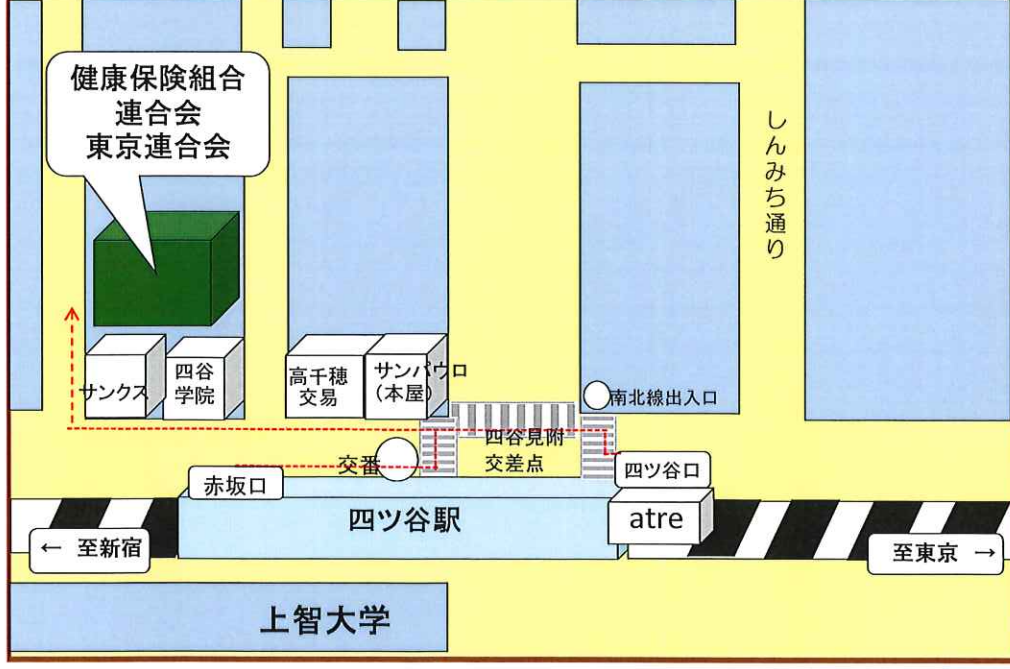 健康保険組合
連合会
東京連合会
しんみち通り
サンクス
四谷
学院
高千穂
交易
サンパウロ
(本屋)
南北線出入口
交番
四谷見附
交差点
四ツ谷口
赤坂口
四ツ谷駅
atre
← 至新宿
至東京 →
上智大学